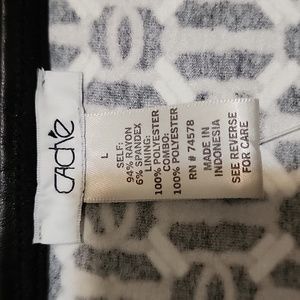 CACHÉ
L
SELF:
94% RAYON
6% SPANDEX
LINING:
100% POLYESTER
COMBO:
100% POLYESTER
RN # 74578
MADE IN
INDONESIA
SEE REVERSE
FOR CARE